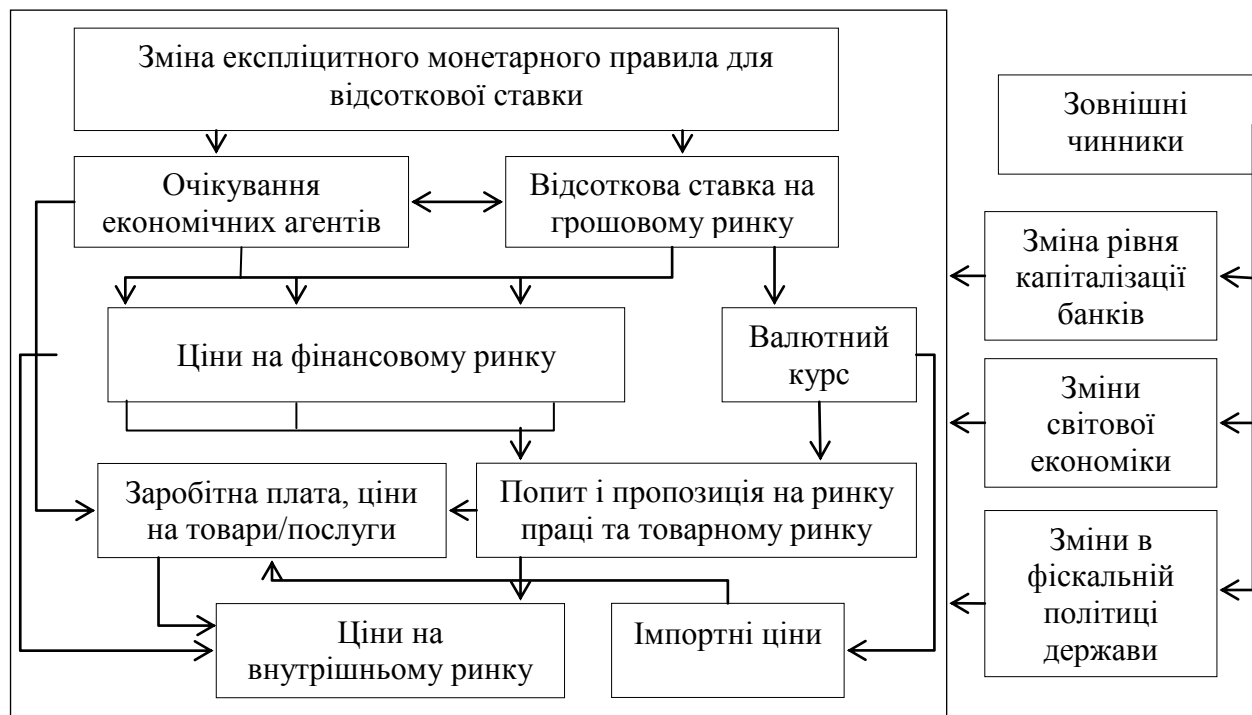 Зміна експліцитного монетарного правила для
відсоткової ставки
Зовнішні
чинники
Очікування
економічних агентів
Відсоткова ставка на
грошовому ринку
Зміна рівня
капіталізації
банків
Ціни на фінансовому ринку
Валютний
курс
Зміни
світової
економіки
Заробітна плата, ціни
на товари/послуги
Попит і пропозиція на ринку
праці та товарному ринку
Зміни в
фіскальній
політиці
держави
Ціни на
внутрішньому ринку
Імпортні ціни